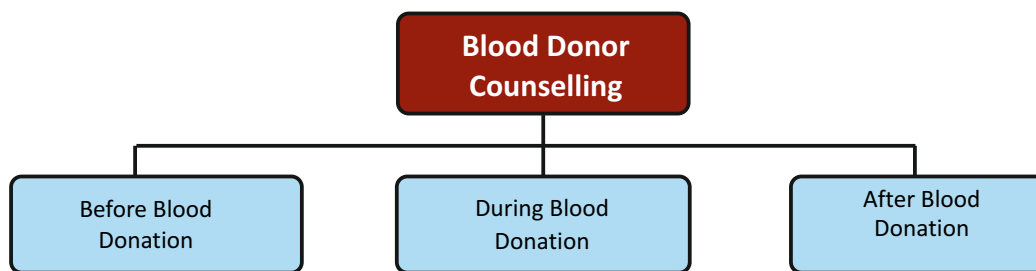 Blood Donor
Counselling
Before Blood
Donation
During Blood
Donation
After Blood
Donation